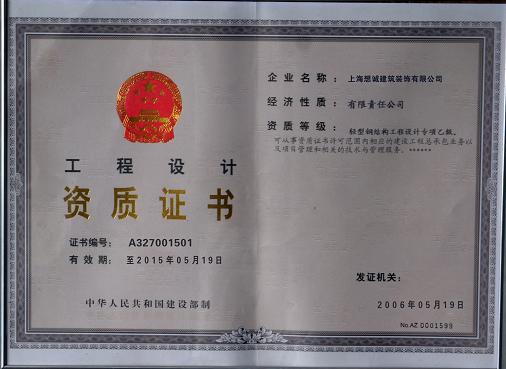 工程设计
资质证书
证书编号: A327001501
有效期: 至2015年05月19日
中华人民共和国建设部制
企业名称: 上海想诚建筑装饰有限公司
经济性质: 有限责任公司
资质等级: 轻型钢结构工程设计专项乙级。
可从事资质证书许可范围内相应的建设工程总承包业务以
及项目管理和相关的技术与管理服务。******
发证机关:
2006年05月19日
No.AZ 0001599